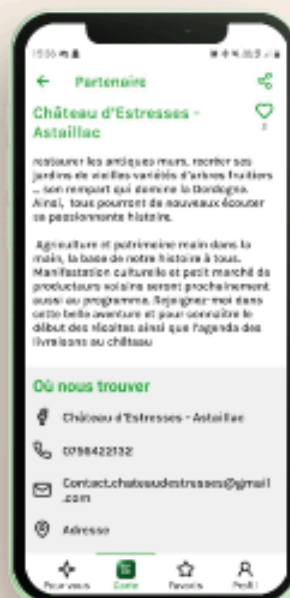 Partenaire
Château d'Estresses -
Astaillac
restaurer les antiques murs, recréer ses
jardins de vieilles variétés d'arbres fruitiers
son rempart qui domine la Dordogne.
Ainsi, tous pourront de nouveaux écouter
sa passionnante histoire.
Agriculture et patrimoine main dans la
main, la base de notre histoire à tous.
Manifestation culturelle et petit marché de
producteurs voisins seront prochainement
aussi au programme. Rejoignez-moi dans
cette belle aventure et pour connaître le
début des récoltes ainsi que l'agenda des
livraisons au château
Où nous trouver
Château d'Estresses - Astaillac
0756422132
Contact.chateaudestresses@gmail
.com
Adresse
Pour vous Carte Favoris Profil